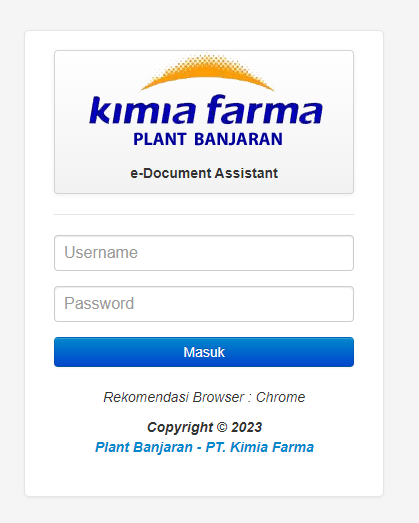 kimia farma
PLANT BANJARAN
e-Document Assistant
Username
Password
Masuk
Rekomendasi Browser : Chrome
Copyright © 2023
Plant Banjaran - PT. Kimia Farma